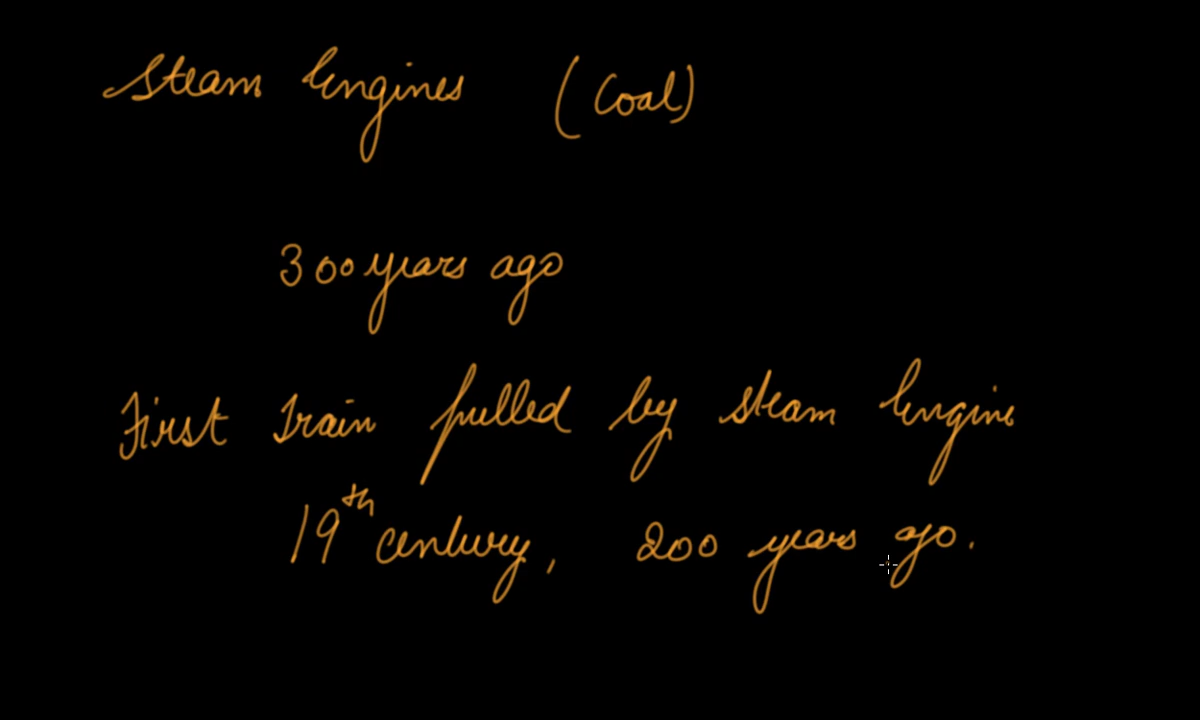 Steam Engines (Coal)
300 years ago
First Train pulled by steam Engine
19th century, 200 years ago.